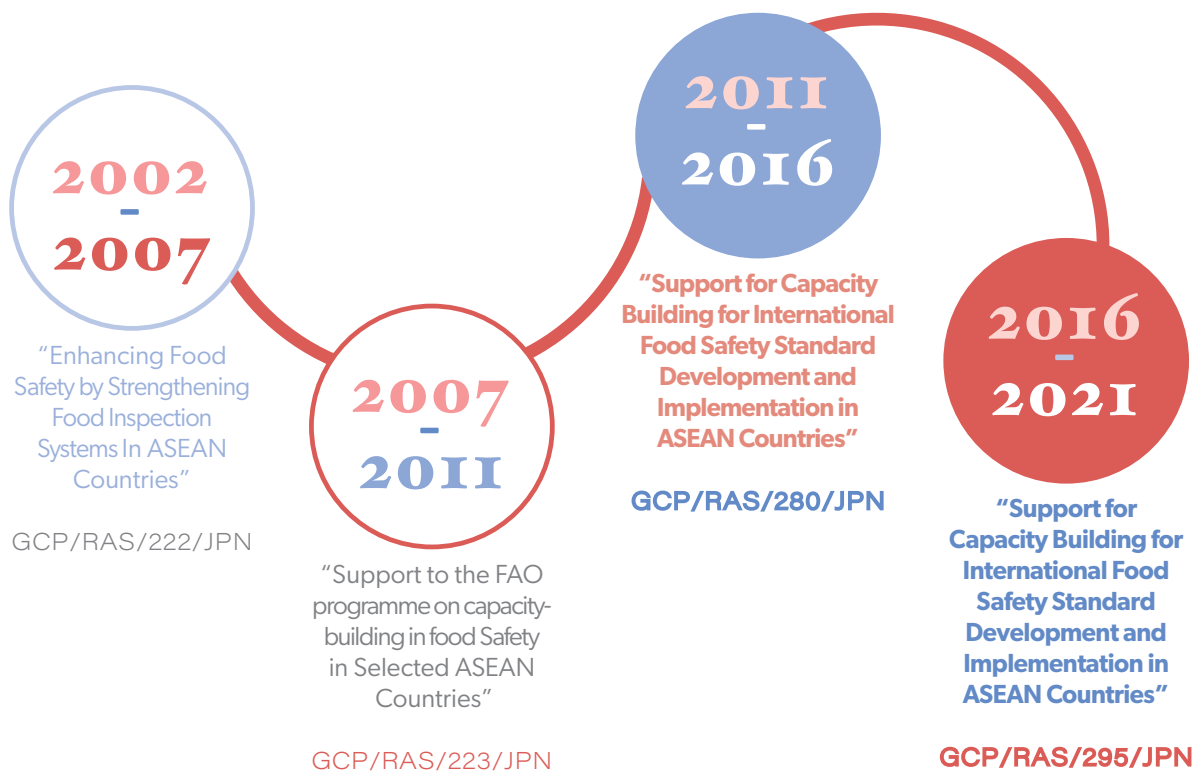 2002
–
2007
“Enhancing Food
Safety by Strengthening
Food Inspection
Systems In ASEAN
Countries”
GCP/RAS/222/JPN
2007
–
2011
“Support to the FAO
programme on capacity-
building in food Safety
in Selected ASEAN
Countries”
GCP/RAS/223/JPN
2011
–
2016
“Support for Capacity
Building for International
Food Safety Standard
Development and
Implementation in
ASEAN Countries”
GCP/RAS/280/JPN
2016
–
2021
“Support for
Capacity Building for
International Food
Safety Standard
Development and
Implementation in
ASEAN Countries”
GCP/RAS/295/JPN